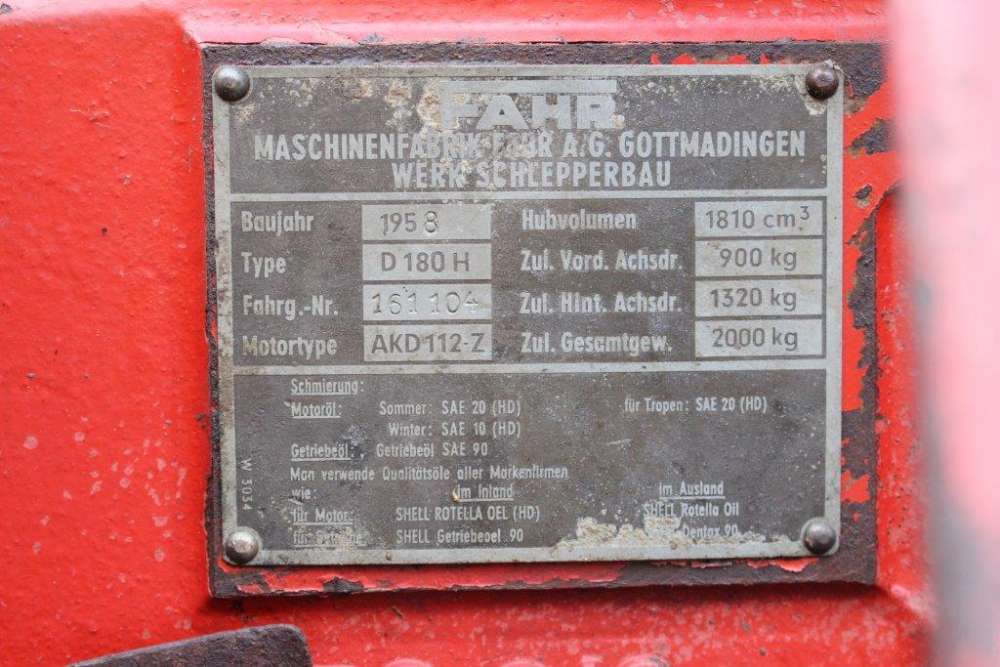 FAHR
MASCHINENFABRIK FAHR A/G. GOTTMADINGEN
WERK SCHLEPPERBAU
Baujahr 1958 Hubvolumen 1810 cm³
Type D 180 H Zul. Vord. Achsdr. 900 kg
Fahrg.-Nr. 161 104 Zul. Hint. Achsdr. 1320 kg
Motortype AKD 112-Z Zul. Gesamtgew. 2000 kg
Schmierung:
Motoröl: Sommer: SAE 20 (HD) für Tropen: SAE 20 (HD)
Winter: SAE 10 (HD)
Getriebeöl: Getriebeöl SAE 90
Man verwende Qualitätsöle aller Markenfirmen
wie: im Inland im Ausland
für Motor: SHELL ROTELLA OEL (HD) SHELL Rotella Oil
für SHELL Getriebeoel 90 Dentax 90
W 5034